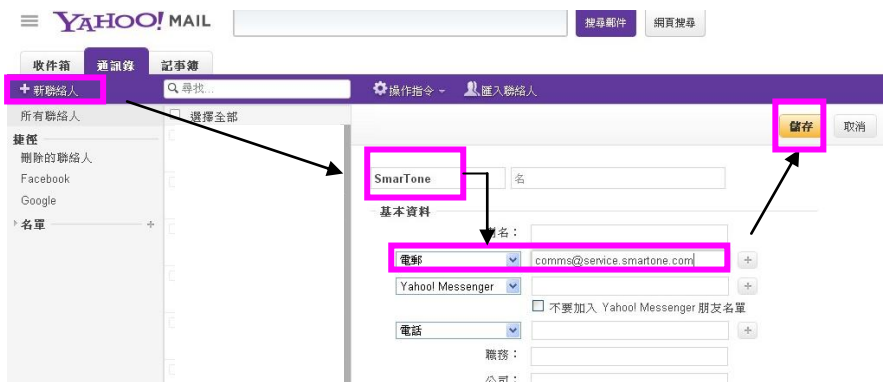 YAHOO! MAIL
搜尋郵件
網頁搜尋
收件箱
通訊錄
記事簿
+ 新聯絡人
尋找...
操作指令
匯入聯絡人
所有聯絡人
選擇全部
儲存
取消
捷徑
刪除的聯絡人
Facebook
Google
名單
+
SmarTone
名
基本資料
名：
電郵
comms@service.smartone.com
+
Yahoo! Messenger
+
不要加入 Yahoo! Messenger 朋友名單
電話
+
職務：
公司：